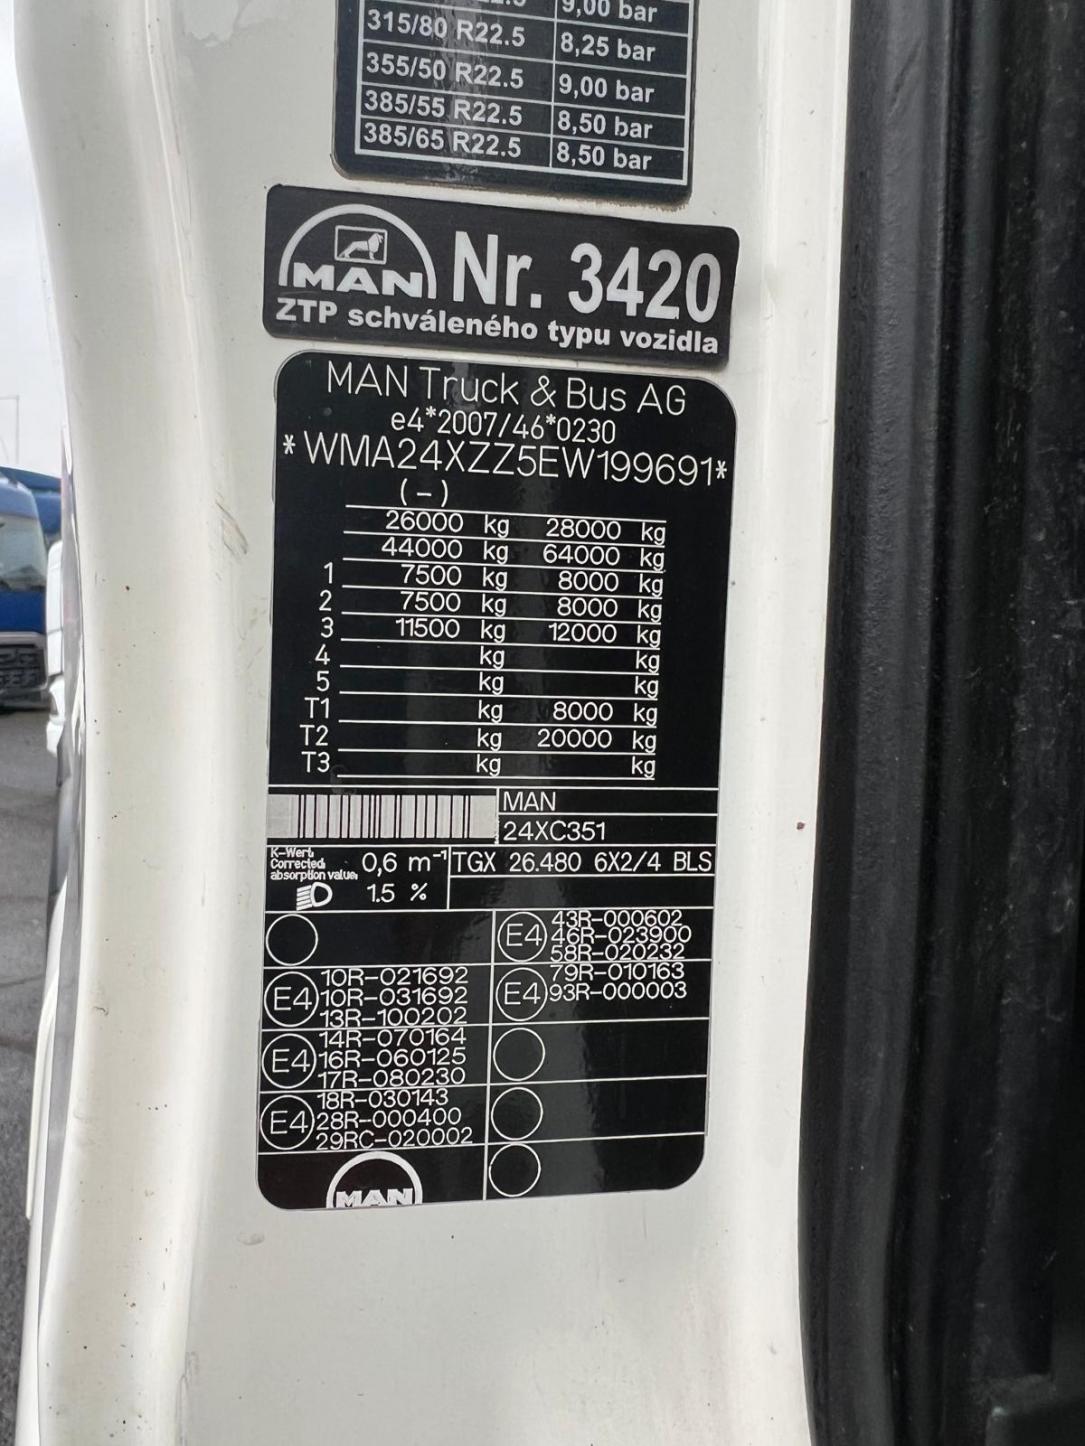 9,00 bar
315/80 R22.5 8,25 bar
355/50 R22.5 9,00 bar
385/55 R22.5 8,50 bar
385/65 R22.5 8,50 bar
MAN Nr. 3420
ZTP schváleného typu vozidla
MAN Truck & Bus AG
e4*2007/46*0230
*WMA24XZZ5EW199691*
(-)
26000 kg 28000 kg
44000 kg 64000 kg
1 7500 kg 8000 kg
2 7500 kg 8000 kg
3 11500 kg 12000 kg
4 kg kg
5 kg kg
T1 kg 8000 kg
T2 kg 20000 kg
T3 kg kg
MAN
24XC351
K-Wert,
Corrected
absorption value, 0,6 m⁻¹ TGX 26.480 6X2/4 BLS
1.5 %
E4 43R-000602
46R-023900
58R-020232
E4 10R-021692
10R-031692
13R-100202
E4 79R-010163
93R-000003
E4 14R-070164
16R-060125
17R-080230
E4 18R-030143
28R-000400
29RC-020002
MAN